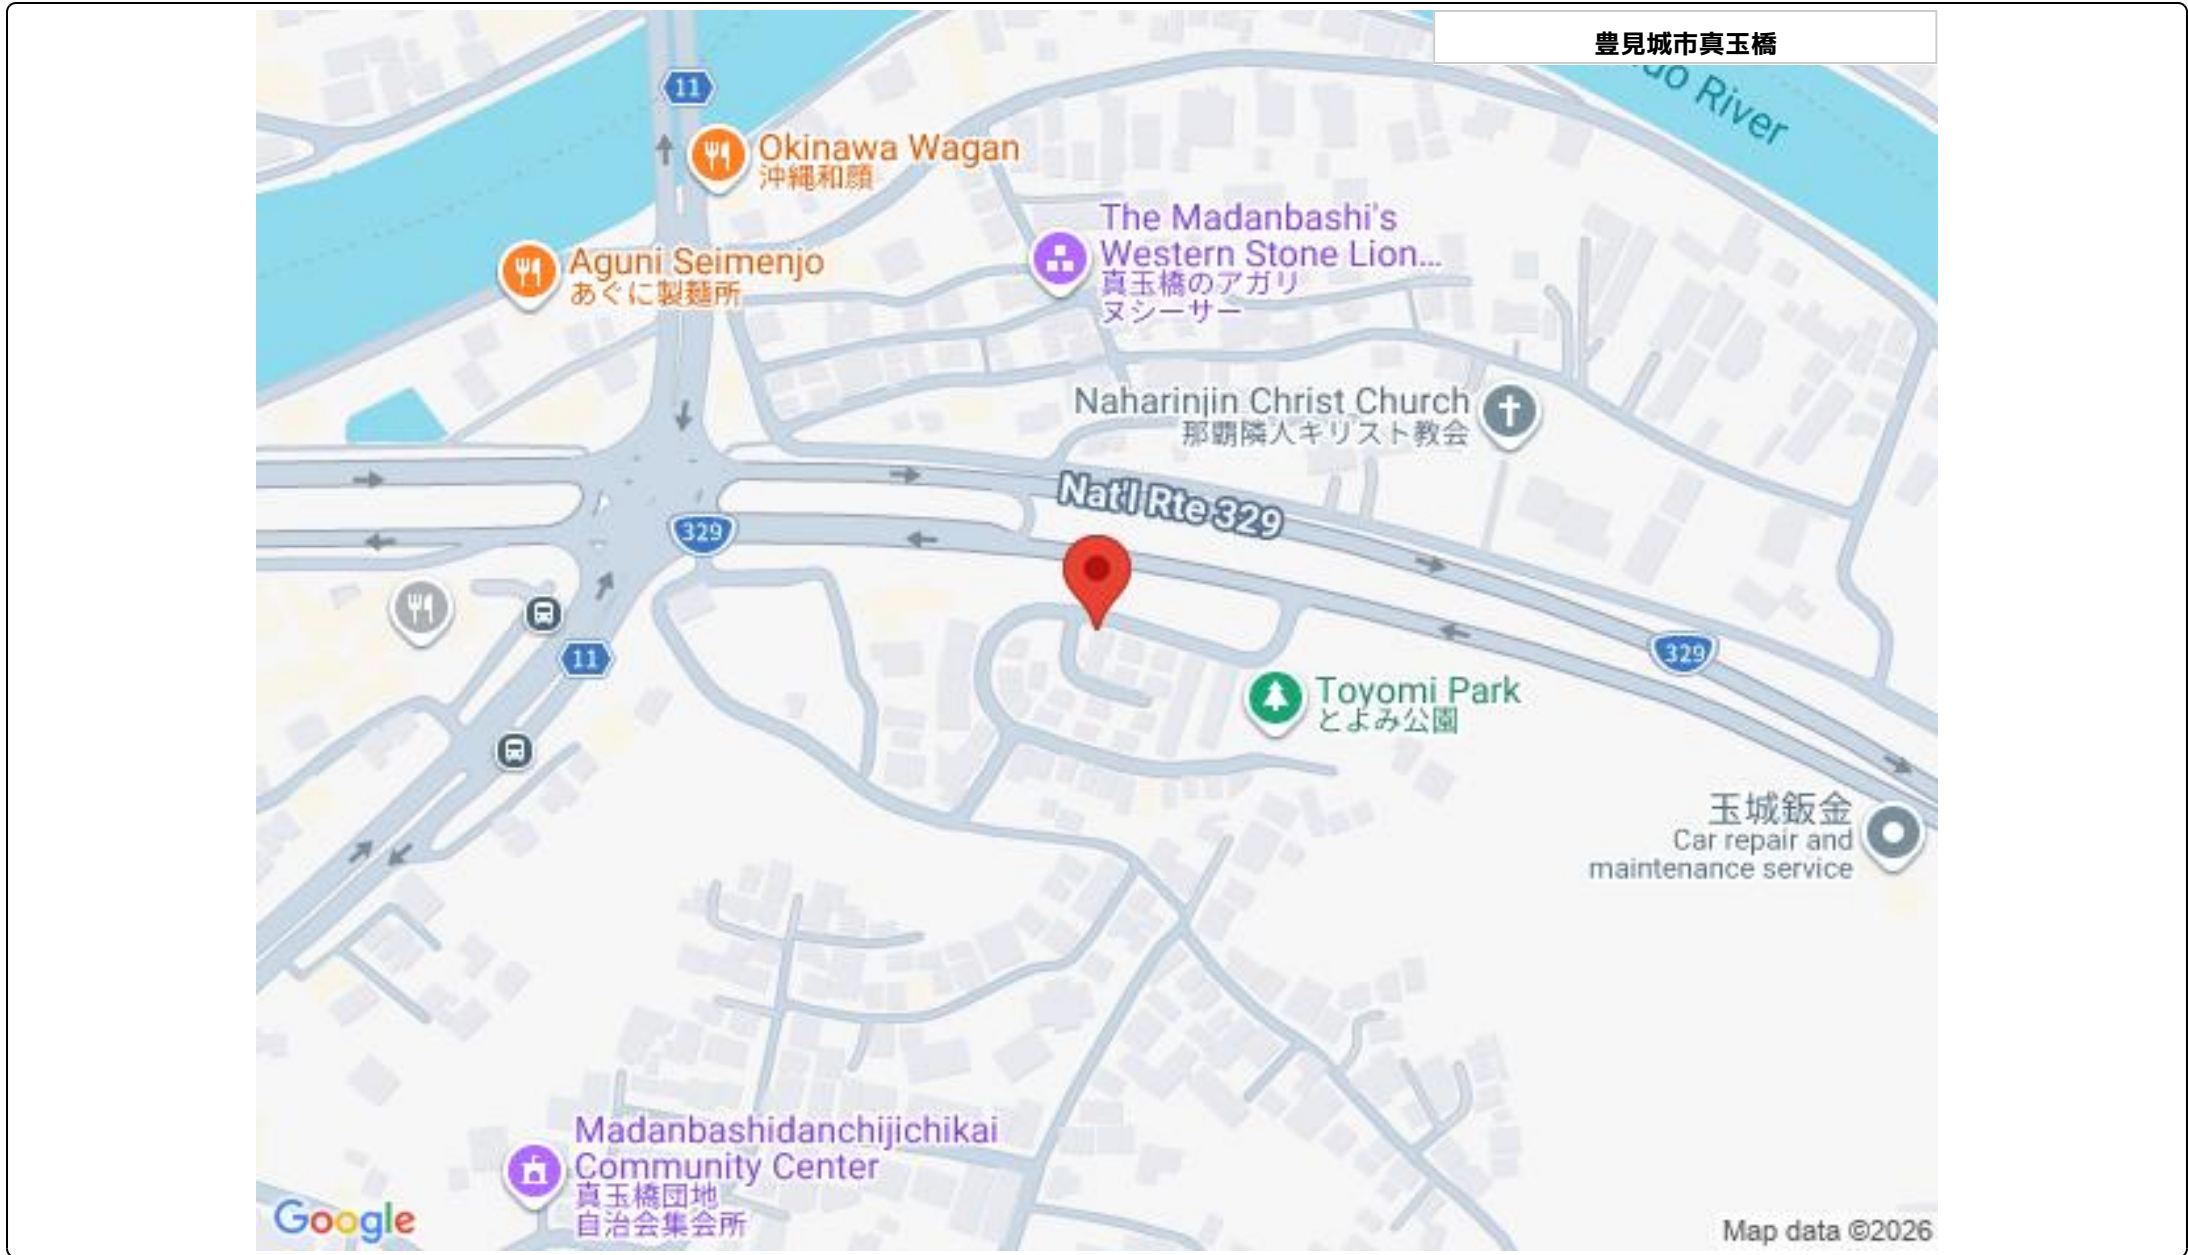 豊見城市真玉橋
River
11
Okinawa Wagan
沖縄和顔
The Madanbashi's
Western Stone Lion...
真玉橋のアガリ
ヌシーサー
Aguni Seimenjo
あぐに製麺所
Naharinjin Christ Church
那覇隣人キリスト教会
Nat'l Rte 329
329
11
329
Toyomi Park
とよみ公園
玉城鈑金
Car repair and
maintenance service
Madanbashidanchijichikai
Community Center
真玉橋団地
自治会集会所
Google
Map data ©2026